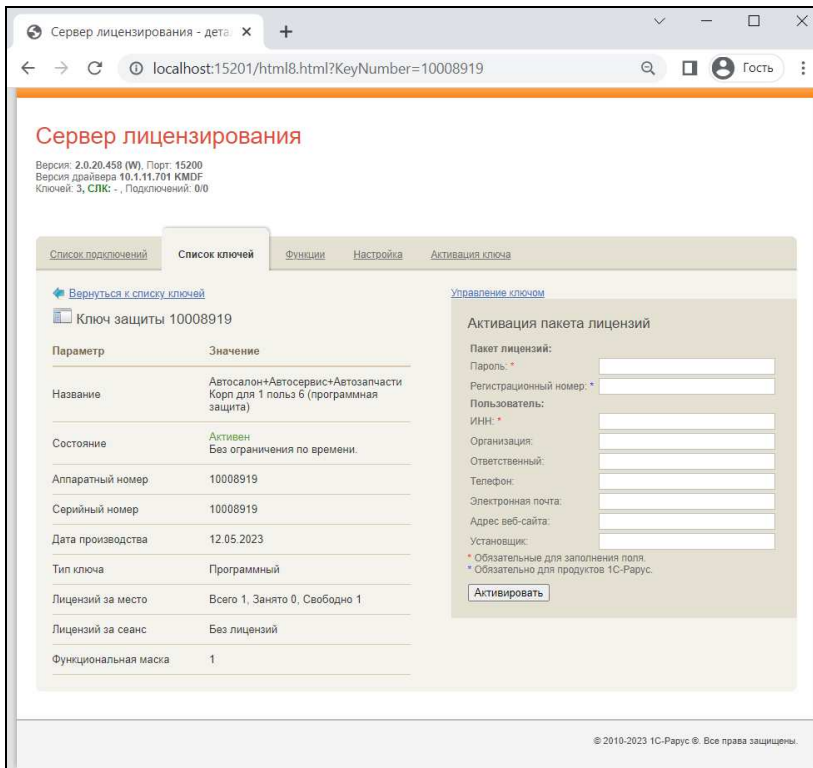 Сервер лицензирования - дета
localhost:15201/html8.html?KeyNumber=10008919
Гость
Сервер лицензирования
Версия: 2.0.20.458 (W), Порт: 15200
Версия драйвера 10.1.11.701 KMDF
Ключей: 3, СЛК: - , Подключений: 0/0
Список подключений
Список ключей
Функции
Настройка
Активация ключа
Вернуться к списку ключей
Ключ защиты 10008919
Параметр Значение
Название Автосалон+Автосервис+Автозапчасти
Корп для 1 польз 6 (программная
защита)
Состояние Активен
Без ограничения по времени.
Аппаратный номер 10008919
Серийный номер 10008919
Дата производства 12.05.2023
Тип ключа Программный
Лицензий за место Всего 1, Занято 0, Свободно 1
Лицензий за сеанс Без лицензий
Функциональная маска 1
Управление ключом
Активация пакета лицензий
Пакет лицензий:
Пароль: *
Регистрационный номер: *
Пользователь:
ИНН: *
Организация:
Ответственный:
Телефон:
Электронная почта:
Адрес веб-сайта:
Установщик:
* Обязательные для заполнения поля.
* Обязательно для продуктов 1С-Рарус.
Активировать
© 2010-2023 1С-Рарус ®. Все права защищены.